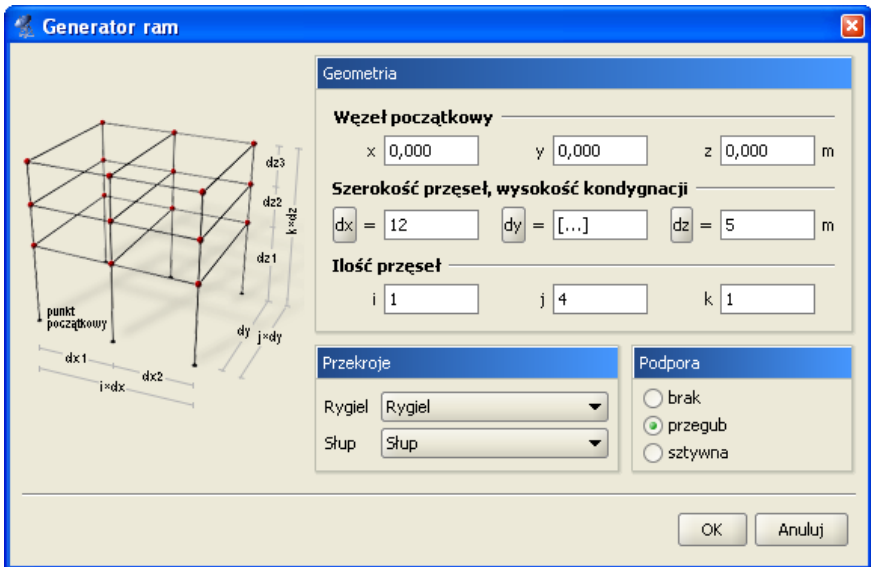 Generator ram
Geometria
Węzeł początkowy
x 0,000 y 0,000 z 0,000 m
Szerokość przęseł, wysokość kondygnacji
dx = 12 dy = [...] dz = 5 m
Ilość przęseł
i 1 j 4 k 1
dz3
dz2
k×dz
dz1
punkt
początkowy
dy j×dy
dx1
dx2
i×dx
Przekroje
Rygiel Rygiel
Słup Słup
Podpora
brak
przegub
sztywna
OK Anuluj